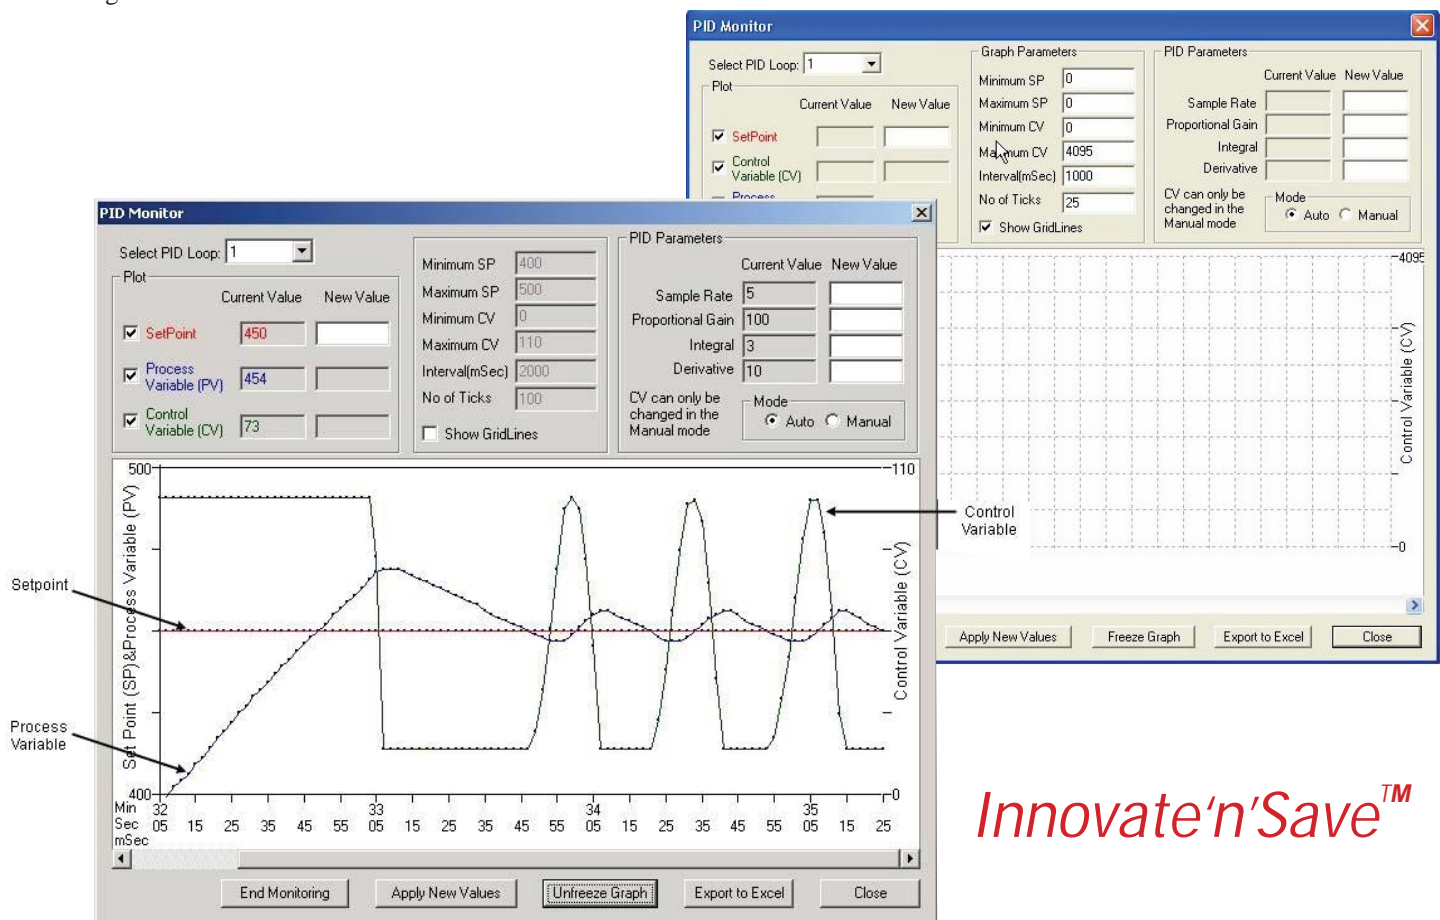 PID Monitor
Select PID Loop: 1
Plot
Current Value New Value
SetPoint
Control
Variable (CV)
Process
Graph Parameters
Minimum SP 0
Maximum SP 0
Minimum CV 0
Maximum CV 4095
Interval(mSec) 1000
No of Ticks 25
Show GridLines
PID Parameters
Current Value New Value
Sample Rate
Proportional Gain
Integral
Derivative
CV can only be
changed in the
Manual mode
Mode
Auto Manual
4095
Control Variable (CV)
0
Apply New Values Freeze Graph Export to Excel Close
PID Monitor
Select PID Loop: 1
Plot
Current Value New Value
SetPoint 450
Process
Variable (PV) 454
Control
Variable (CV) 73
Minimum SP 400
Maximum SP 500
Minimum CV 0
Maximum CV 110
Interval(mSec) 2000
No of Ticks 100
Show GridLines
PID Parameters
Current Value New Value
Sample Rate 5
Proportional Gain 100
Integral 3
Derivative 10
CV can only be
changed in the
Manual mode
Mode
Auto Manual
500 110
Set Point (SP)&Process Variable (PV)
Control Variable (CV)
400 0
Min 32 33 34 35
Sec 05 15 25 35 45 55 05 15 25 35 45 55 05 15 25 35 45 55 05 15 25
mSec
End Monitoring Apply New Values Unfreeze Graph Export to Excel Close
Setpoint
Process
Variable
Control
Variable
Innovate'n'Save™